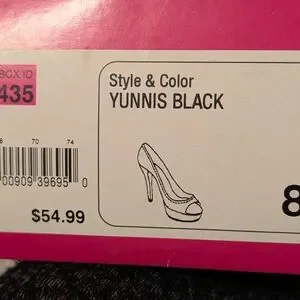 BOX ID
435
Style & Color
YUNNIS BLACK
70 74
00909 39695 0
$54.99
8